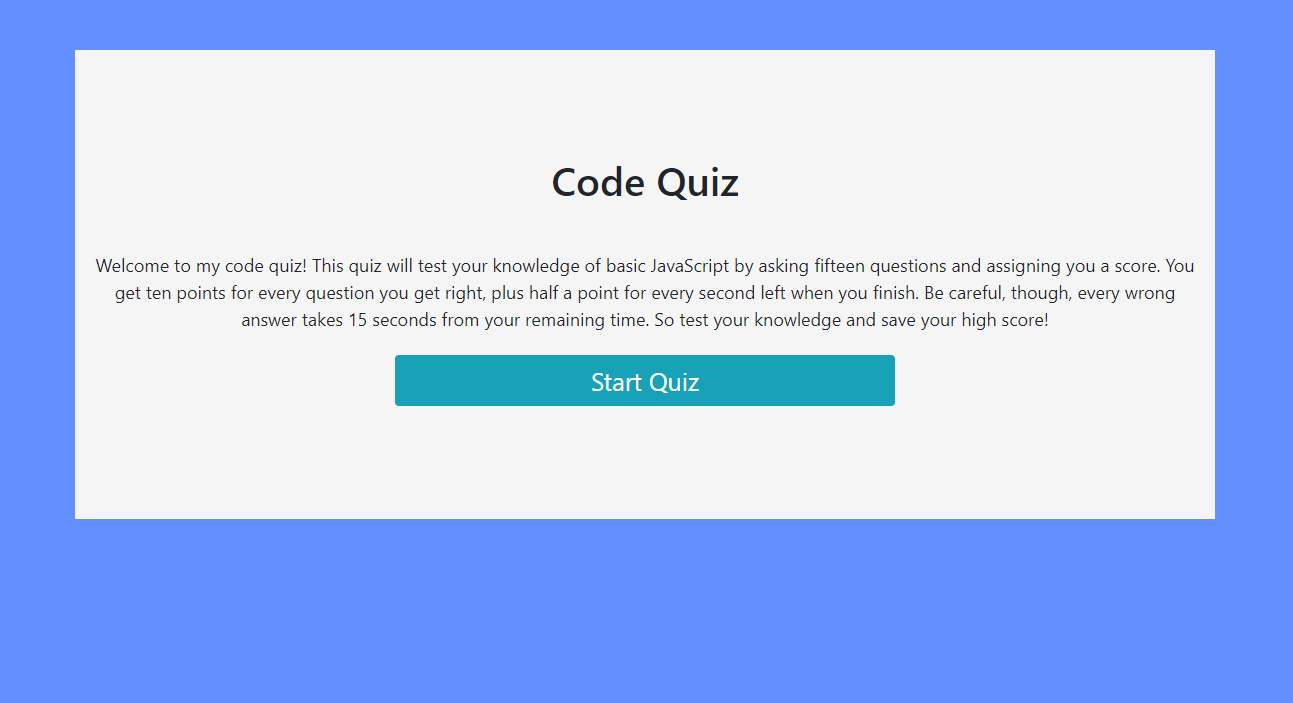 Code Quiz
Welcome to my code quiz! This quiz will test your knowledge of basic JavaScript by asking fifteen questions and assigning you a score. You
get ten points for every question you get right, plus half a point for every second left when you finish. Be careful, though, every wrong
answer takes 15 seconds from your remaining time. So test your knowledge and save your high score!
Start Quiz